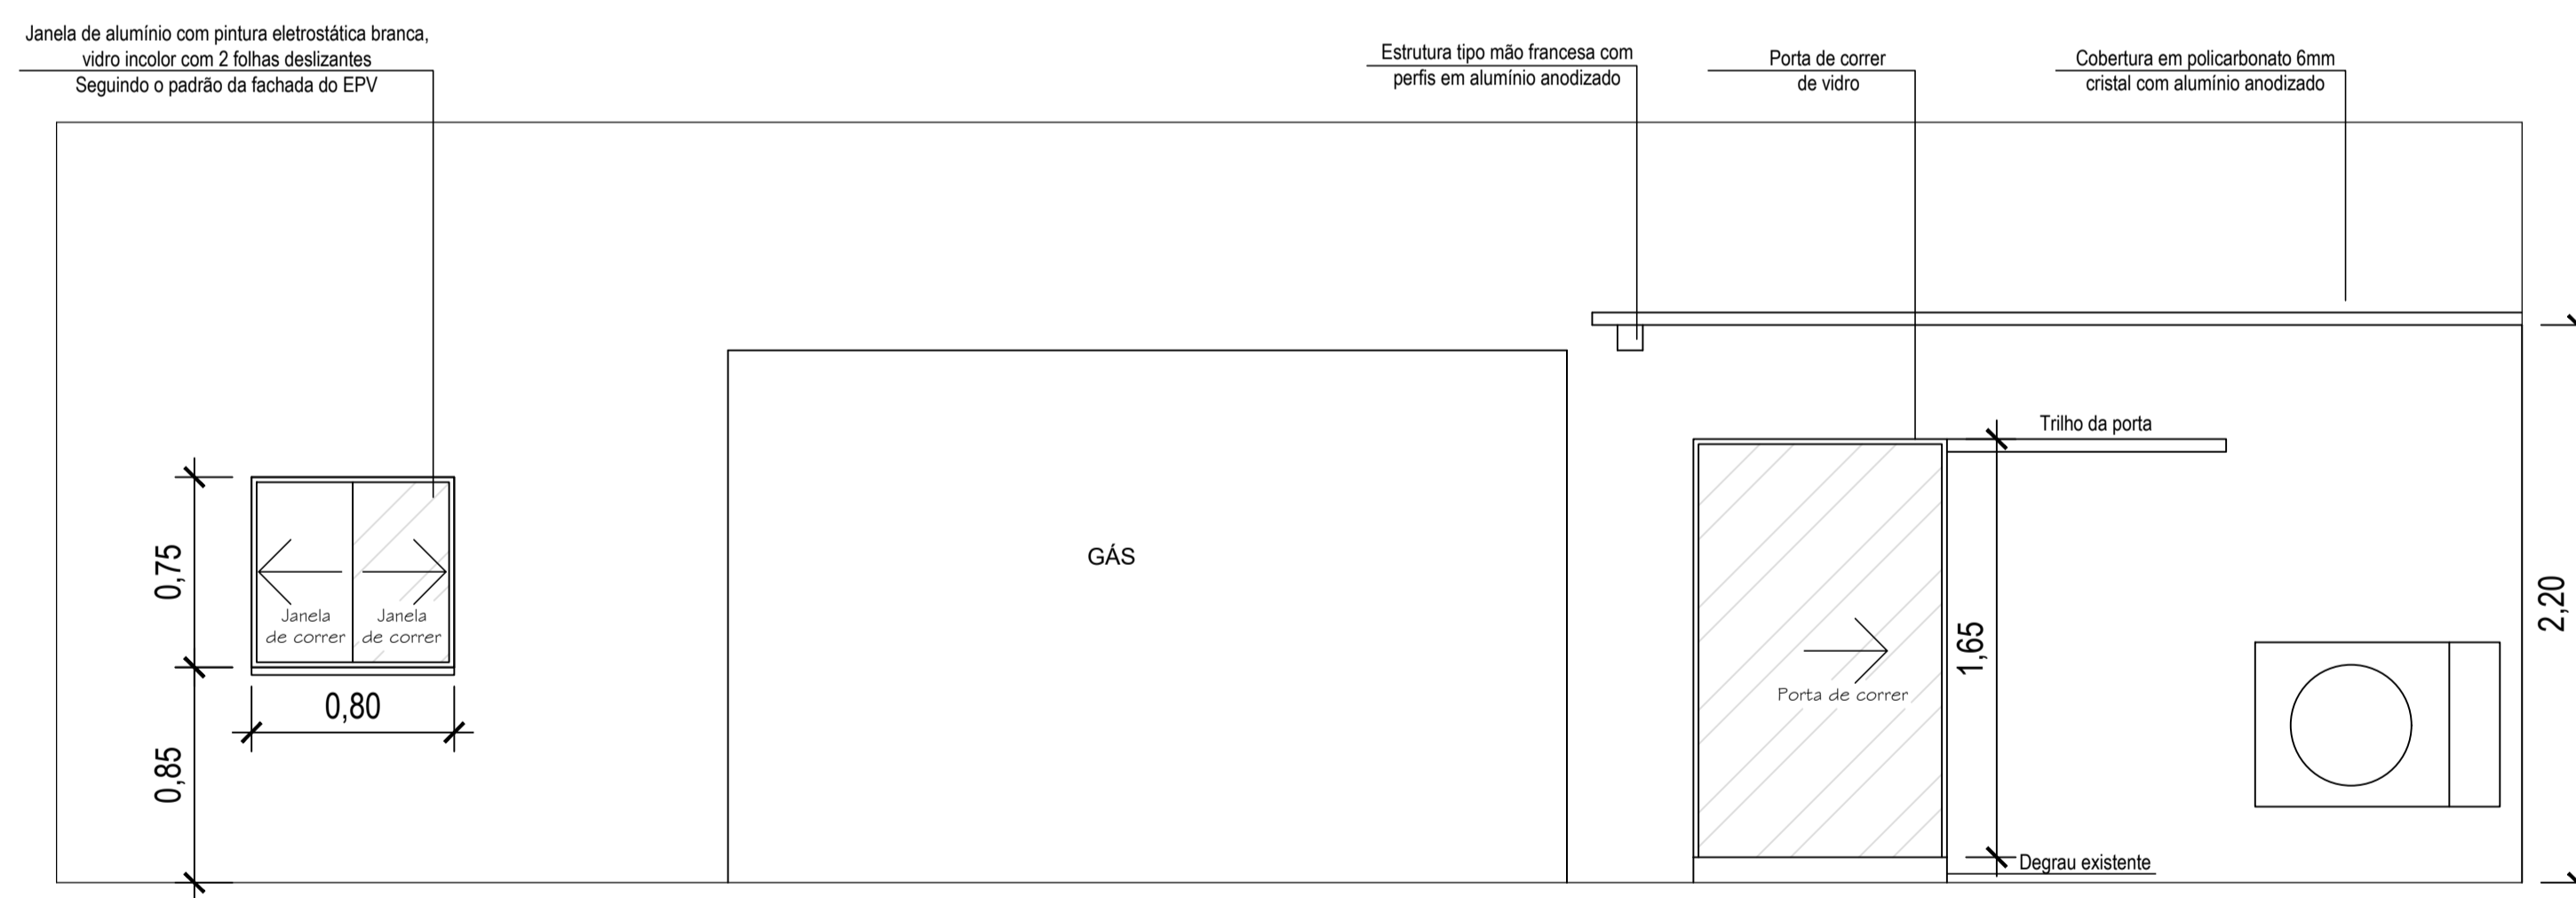 Janela de alumínio com pintura eletrostática branca,
vidro incolor com 2 folhas deslizantes
Seguindo o padrão da fachada do EPV
Estrutura tipo mão francesa com
perfis em alumínio anodizado
Porta de correr
de vidro
Cobertura em policarbonato 6mm
cristal com alumínio anodizado
Trilho da porta
GÁS
0,75
Janela
de correr
Janela
de correr
0,80
0,85
Porta de correr
1,65
2,20
Degrau existente